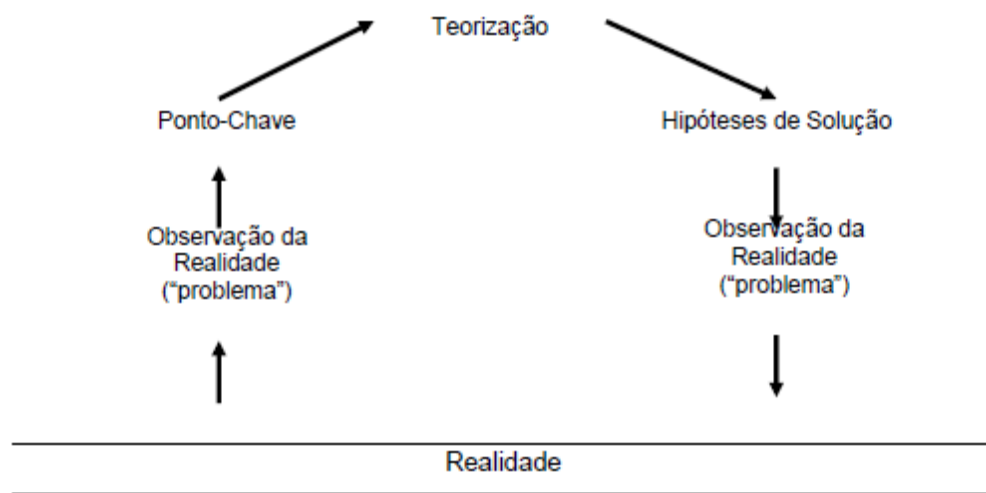 Teorização
Ponto-Chave
Hipóteses de Solução
Observação da
Realidade
(“problema”)
Observação da
Realidade
(“problema”)
Realidade